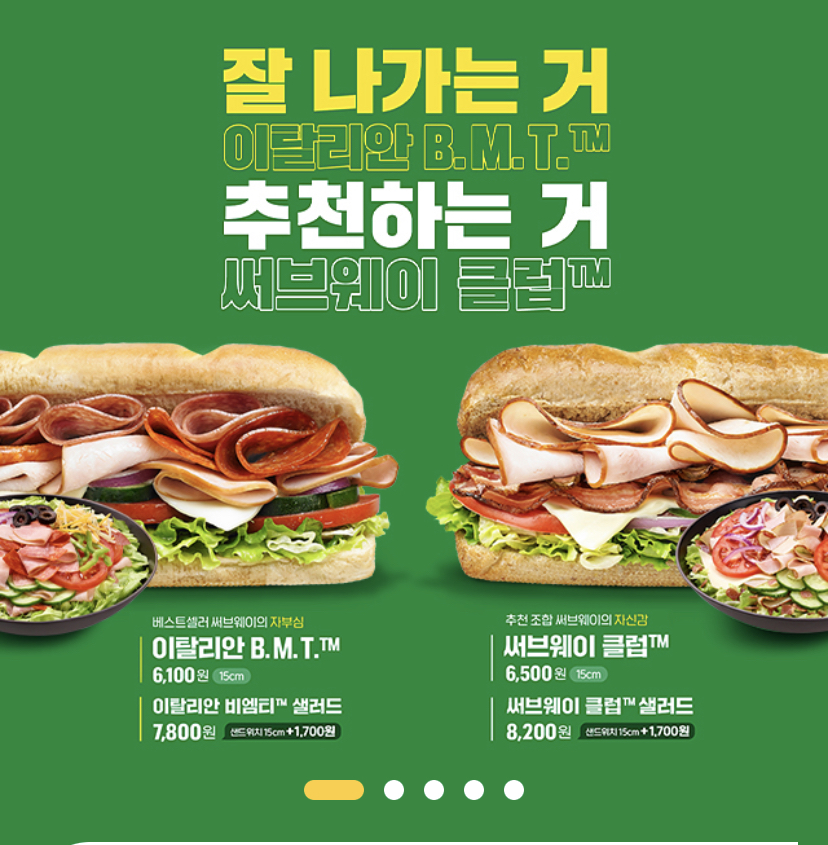 잘 나가는 거
이탈리안 B.M.T.™
추천하는 거
써브웨이 클럽™
베스트셀러 써브웨이의 자부심
이탈리안 B.M.T.™
6,100원 15cm
이탈리안 비엠티™ 샐러드
7,800원 샌드위치 15cm +1,700원
추천 조합 써브웨이의 자신감
써브웨이 클럽™
6,500원 15cm
써브웨이 클럽™ 샐러드
8,200원 샌드위치 15cm +1,700원